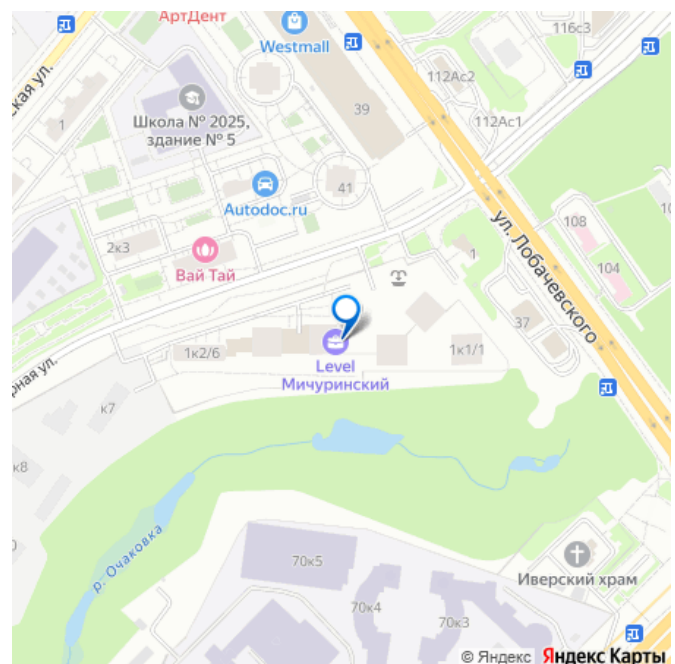 АртДент
Westmall
116с3
112Ас2
112Ас1
ская ул.
39
1
Школа № 2025,
здание № 5
41
Autodoc.ru
108
10
104
2к3
Вай Тай
1
ул. Лобачевского
37
1к2/6
1к1/1
Level
Мичуринский
рная ул.
к7
к8
0
р. Очаковка
70к5
70к4
70к3
Иверский храм
© Яндекс Яндекс Карты